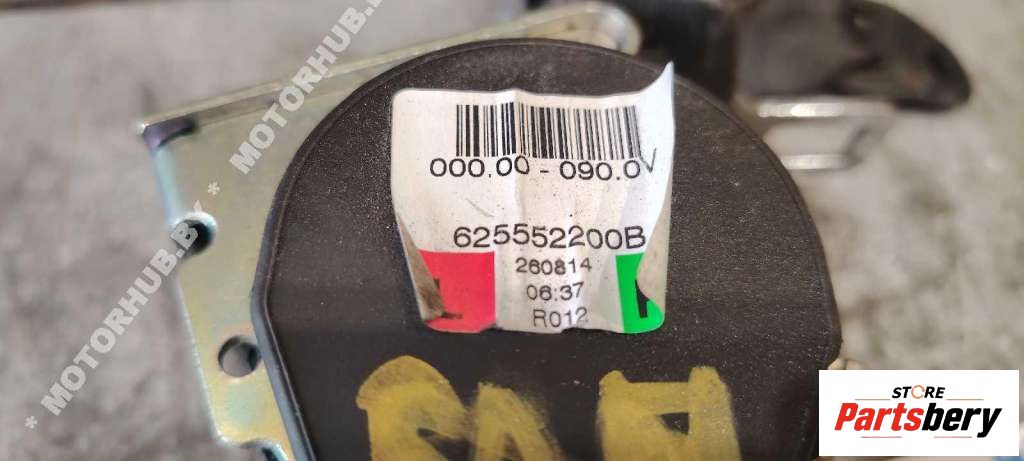 * MOTORHUB.BY * MOTORHUB.BY *
000.00 - 090.0V
625552200B
260814
06:37
R012
STORE
Partsbery